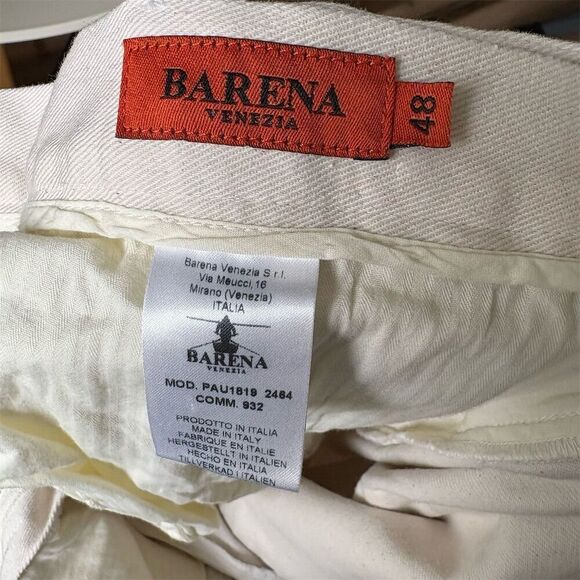 BARENA
VENEZIA
48
Barena Venezia S.r.l.
Via Meucci,16
Mirano (Venezia)
ITALIA
BARENA
VENEZIA
MOD. PAU1819 2464
COMM. 932
PRODOTTO IN ITALIA
MADE IN ITALY
FABRIQUE EN ITALIE
HERGESTELLT IN ITALIEN
HECHO EN ITALIA
TILLVERKAD I ITALIEN